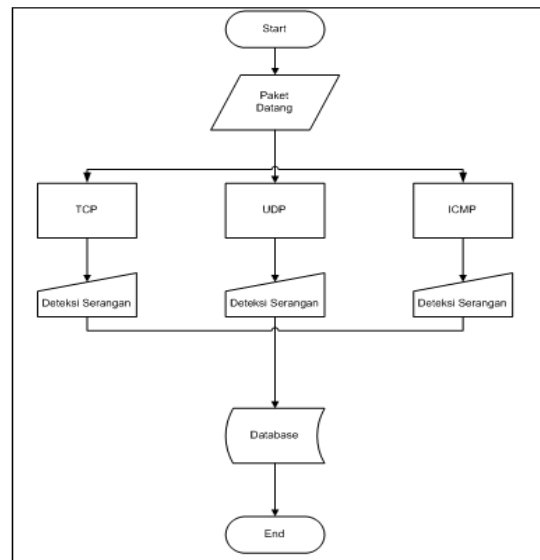 Start
Paket
Datang
TCP
UDP
ICMP
Deteksi Serangan
Deteksi Serangan
Deteksi Serangan
Database
End